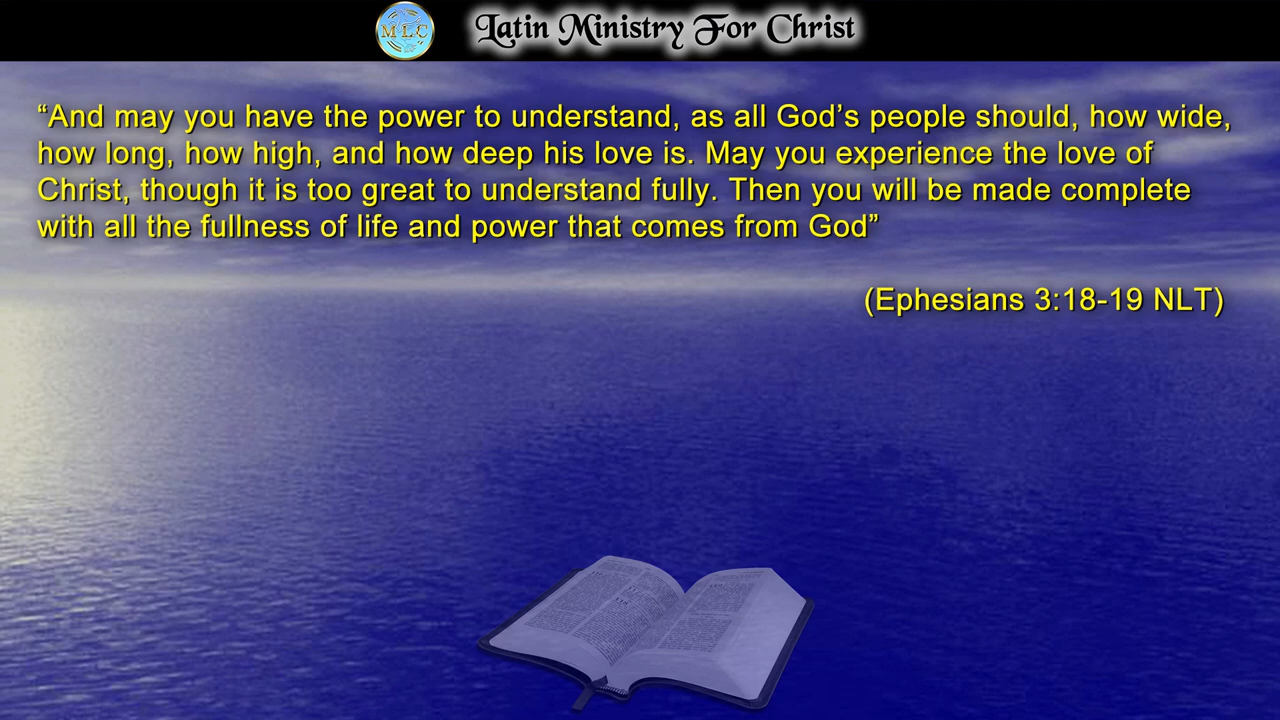 MLC
Latin Ministry For Christ
“And may you have the power to understand, as all God’s people should, how wide,
how long, how high, and how deep his love is. May you experience the love of
Christ, though it is too great to understand fully. Then you will be made complete
with all the fullness of life and power that comes from God”
(Ephesians 3:18-19 NLT)